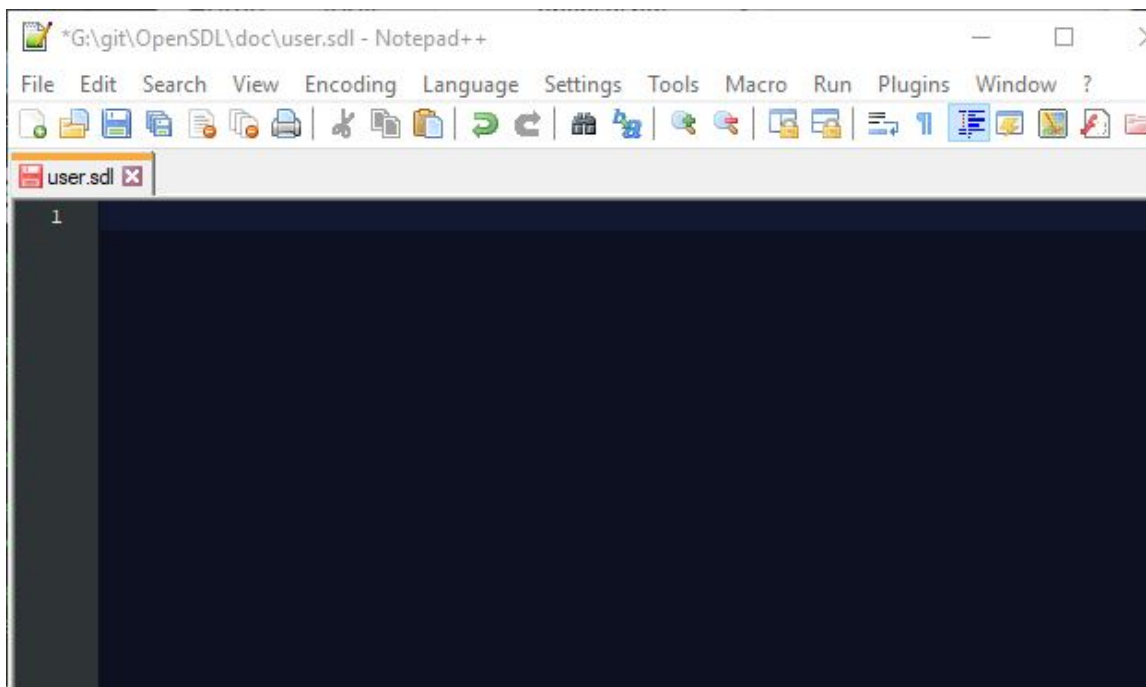 *G:\git\OpenSDL\doc\user.sdl - Notepad++
File Edit Search View Encoding Language Settings Tools Macro Run Plugins Window ?
user.sdl
1